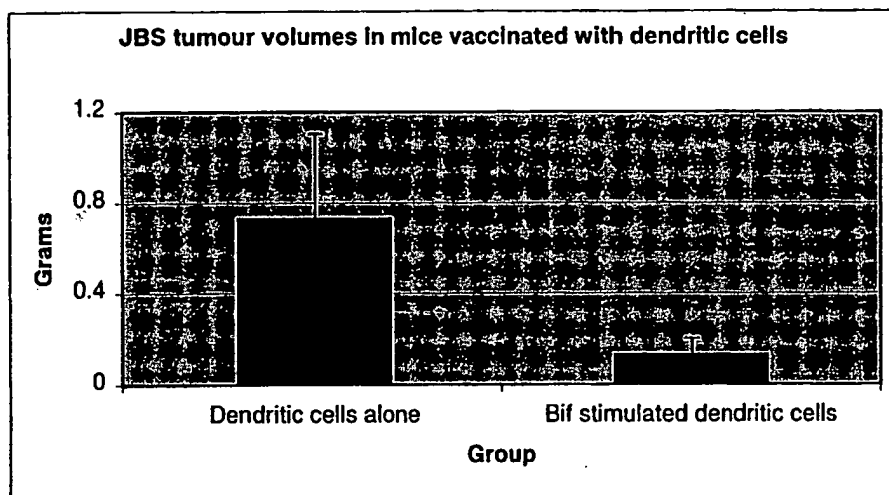 JBS tumour volumes in mice vaccinated with dendritic cells
1.2
0.8
0.4
0
Grams
Dendritic cells alone
Bif stimulated dendritic cells
Group